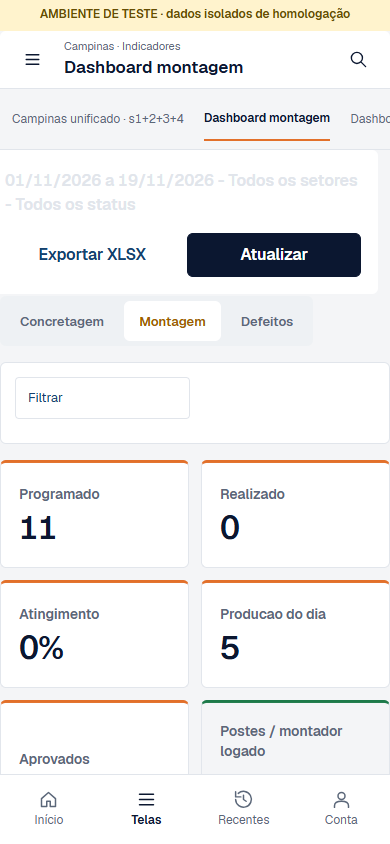 AMBIENTE DE TESTE · dados isolados de homologação
Campinas · Indicadores
Dashboard montagem
Campinas unificado · s1+2+3+4
Dashboard montagem
Dashbo
01/11/2026 a 19/11/2026 - Todos os setores
- Todos os status
Exportar XLSX
Atualizar
Concretagem
Montagem
Defeitos
Filtrar
Programado
Realizado
11
0
Atingimento
Producao do dia
0%
5
Aprovados
Postes / montador
logado
Início
Telas
Recentes
Conta